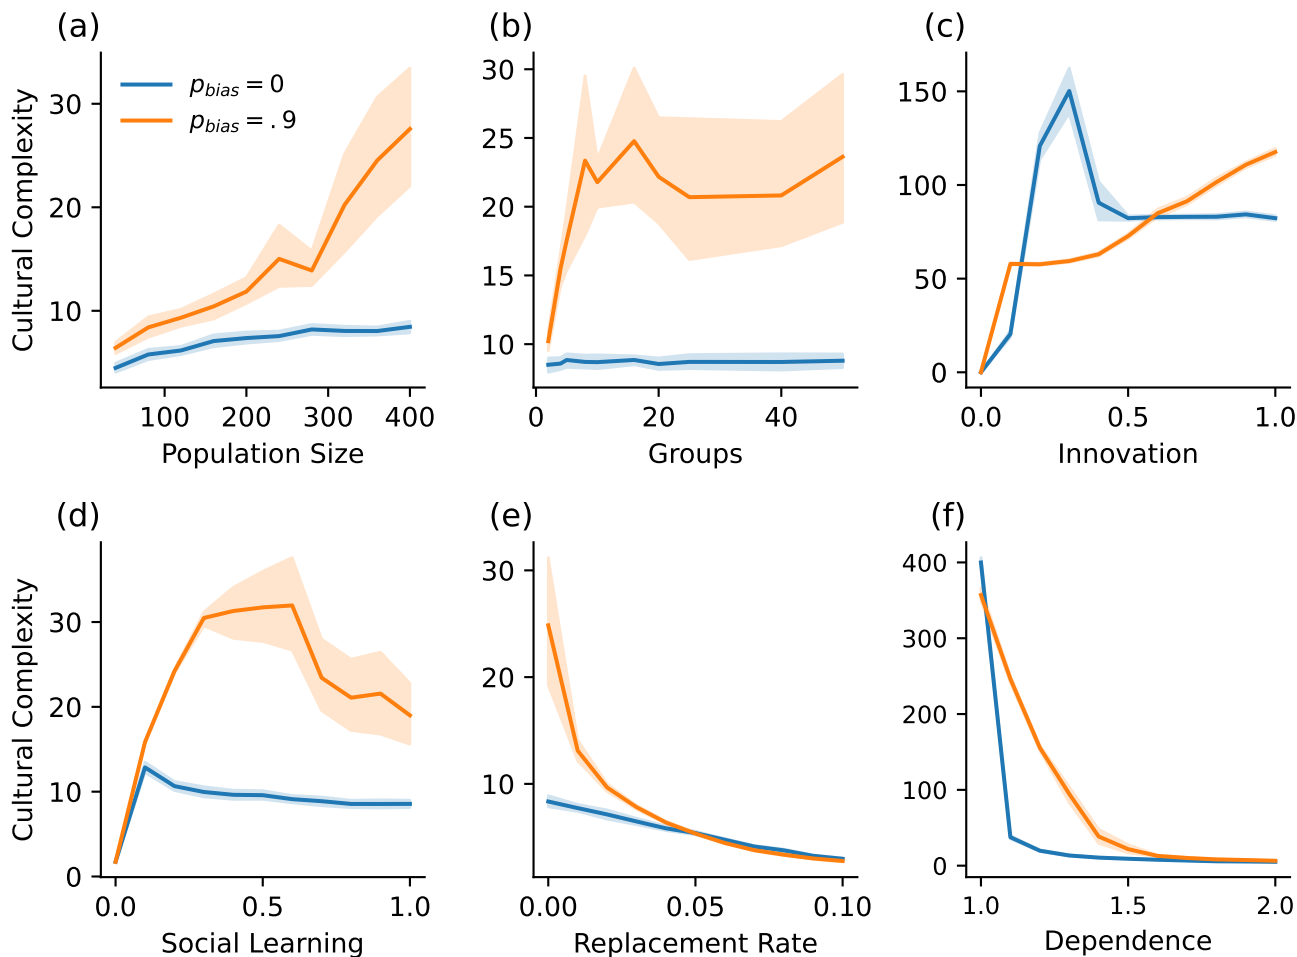 (a)
Cultural Complexity
30
20
10
100 200 300 400
Population Size
p_bias = 0
p_bias = .9
(b)
30
25
20
15
10
0 20 40
Groups
(c)
150
100
50
0
0.0 0.5 1.0
Innovation
(d)
Cultural Complexity
30
20
10
0
0.0 0.5 1.0
Social Learning
(e)
30
20
10
0.00 0.05 0.10
Replacement Rate
(f)
400
300
200
100
0
1.0 1.5 2.0
Dependence